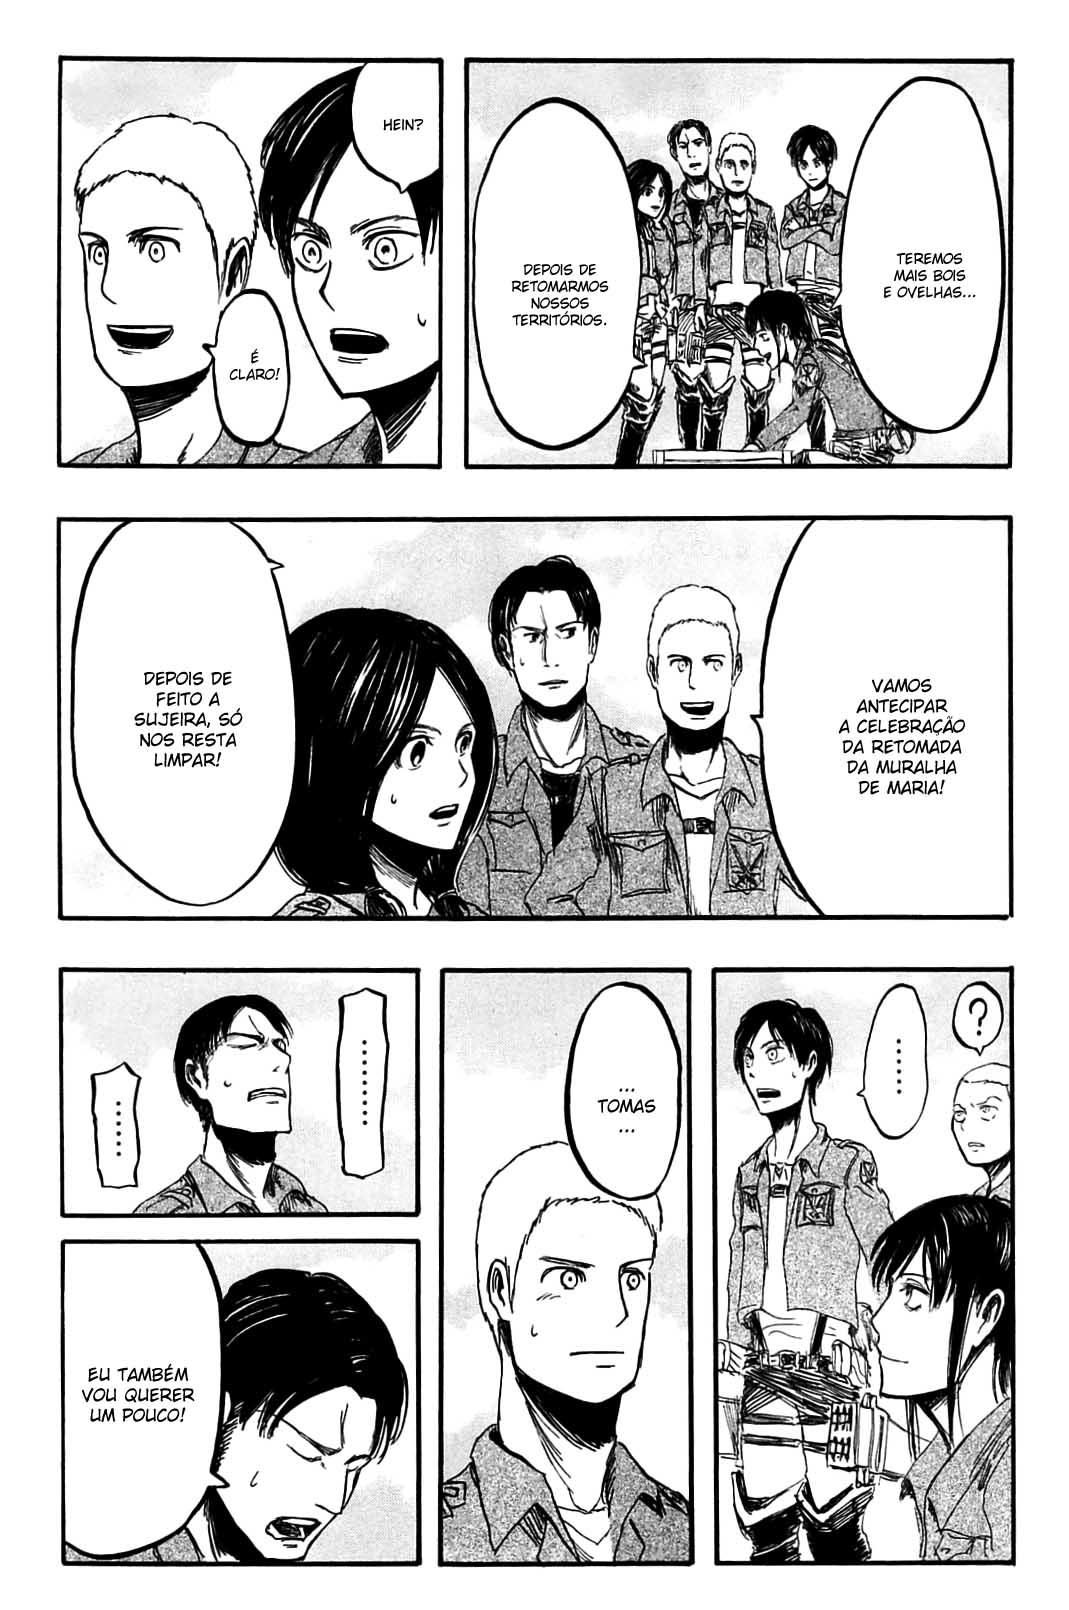 TEREMOS
MAIS BOIS
E OVELHAS...
DEPOIS DE
RETOMARMOS
NOSSOS
TERRITÓRIOS.
HEIN?
É
CLARO!
VAMOS
ANTECIPAR
A CELEBRAÇÃO
DA RETOMADA
DA MURALHA
DE MARIA!
DEPOIS DE
FEITO A
SUJEIRA, SÓ
NOS RESTA
LIMPAR!
?
......
...
TOMAS
...
.......
......
EU TAMBÉM
VOU QUERER
UM POUCO!